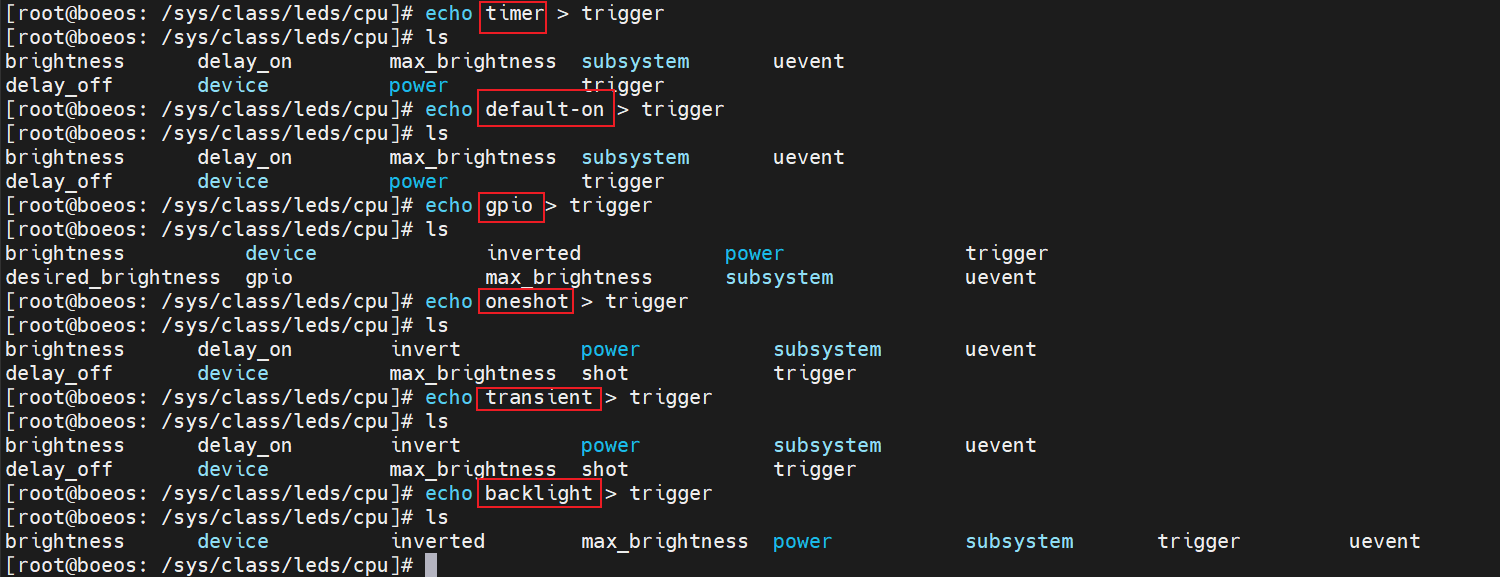 [root@boeos: /sys/class/leds/cpu]# echo timer > trigger
[root@boeos: /sys/class/leds/cpu]# ls
brightness delay_on max_brightness subsystem uevent
delay_off device power trigger
[root@boeos: /sys/class/leds/cpu]# echo default-on > trigger
[root@boeos: /sys/class/leds/cpu]# ls
brightness delay_on max_brightness subsystem uevent
delay_off device power trigger
[root@boeos: /sys/class/leds/cpu]# echo gpio > trigger
[root@boeos: /sys/class/leds/cpu]# ls
brightness device inverted power trigger
desired_brightness gpio max_brightness subsystem uevent
[root@boeos: /sys/class/leds/cpu]# echo oneshot > trigger
[root@boeos: /sys/class/leds/cpu]# ls
brightness delay_on invert power subsystem uevent
delay_off device max_brightness shot trigger
[root@boeos: /sys/class/leds/cpu]# echo transient > trigger
[root@boeos: /sys/class/leds/cpu]# ls
brightness delay_on invert power subsystem uevent
delay_off device max_brightness shot trigger
[root@boeos: /sys/class/leds/cpu]# echo backlight > trigger
[root@boeos: /sys/class/leds/cpu]# ls
brightness device inverted max_brightness power subsystem trigger uevent
[root@boeos: /sys/class/leds/cpu]#